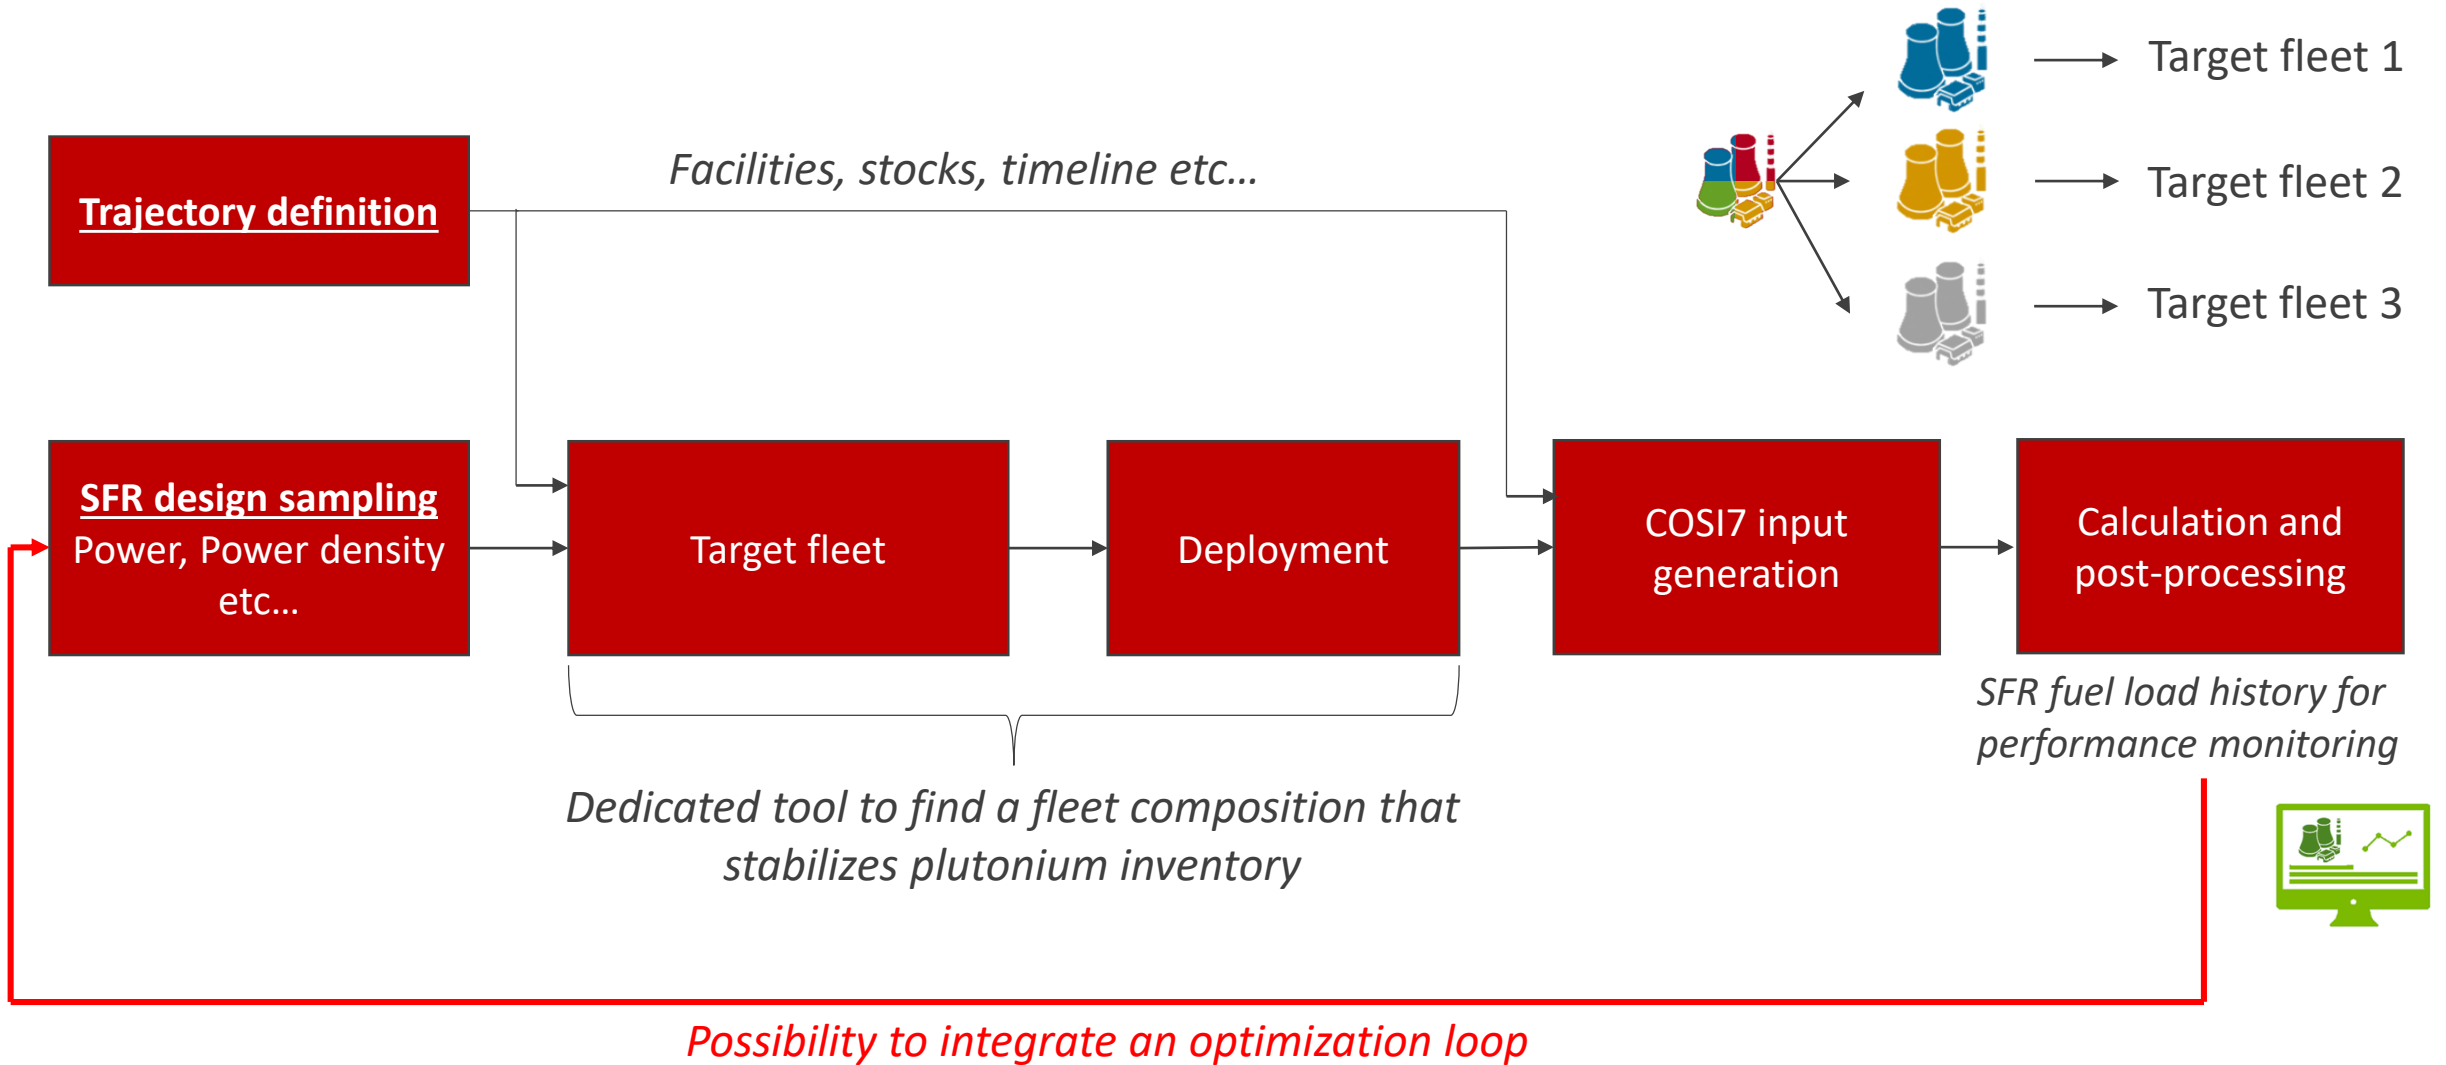 Target fleet 1
Facilities, stocks, timeline etc...
Target fleet 2
Trajectory definition
Target fleet 3
SFR design sampling
Power, Power density
etc...
Target fleet
Deployment
COSI7 input
generation
Calculation and
post-processing
SFR fuel load history for
performance monitoring
Dedicated tool to find a fleet composition that
stabilizes plutonium inventory
Possibility to integrate an optimization loop